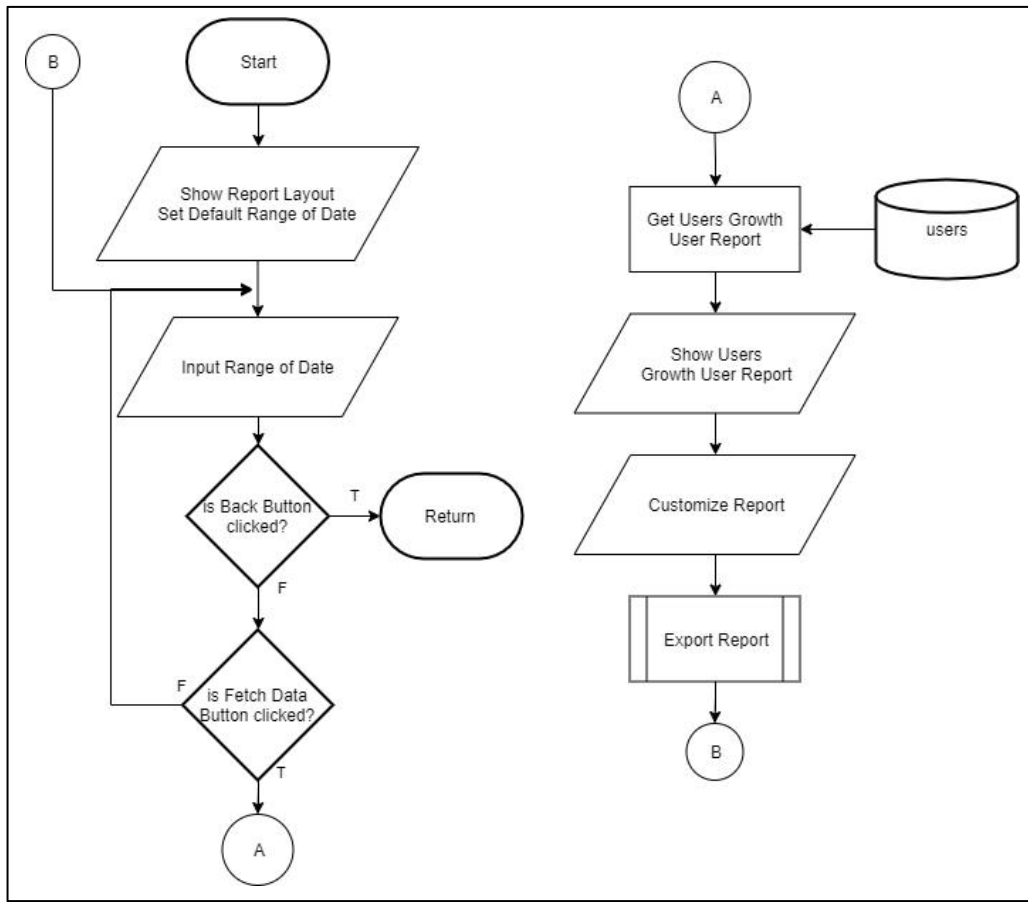 B
Start
Show Report Layout
Set Default Range of Date
Input Range of Date
is Back Button
clicked?
T
Return
F
is Fetch Data
Button clicked?
F
T
A
A
Get Users Growth
User Report
users
Show Users
Growth User Report
Customize Report
Export Report
B